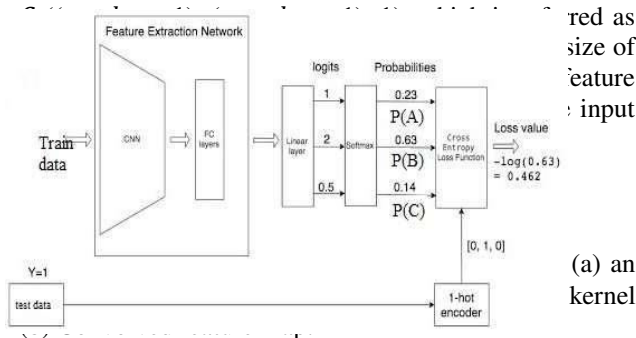 rred as
size of
feature
input
Feature Extraction Network
logits
Probabilities
Train
data
CNN
FC
layers
Linear
layer
1
2
0.5
Softmax
0.23
P(A)
0.63
P(B)
0.14
P(C)
Cross
Entropy
Loss Function
Loss value
-log(0.63)
= 0.462
[0, 1, 0]
Y=1
test data
1-hot
encoder
(a) an
kernel